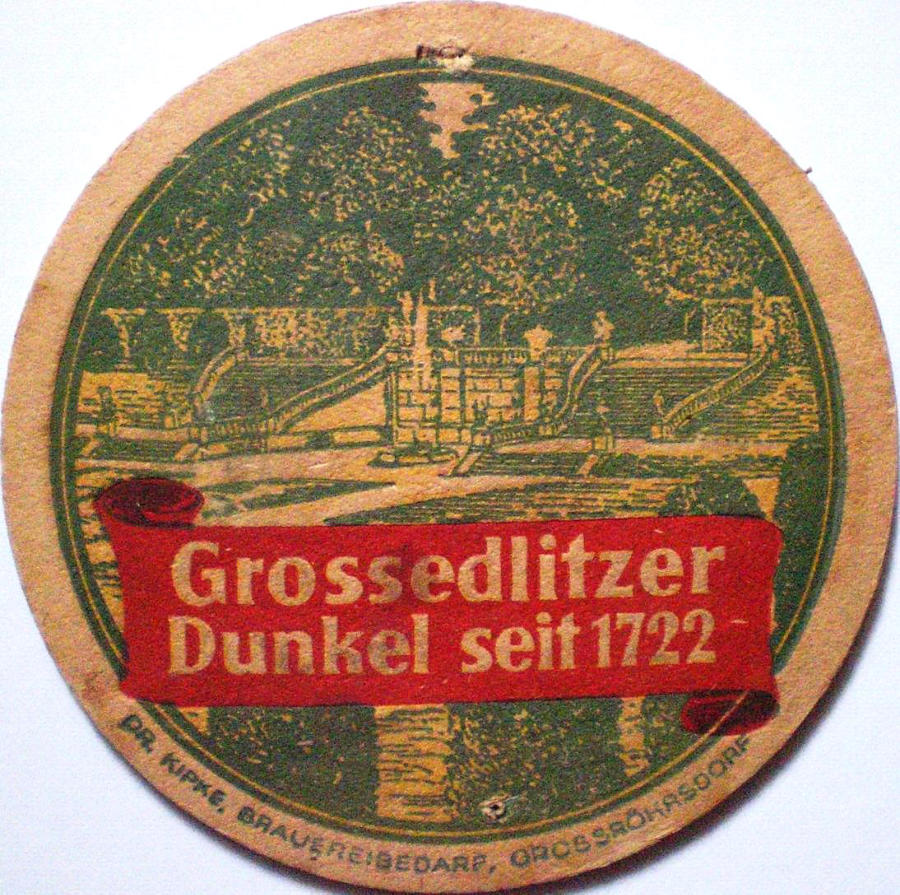 Grossedlitzer
Dunkel seit 1722
DR. KIPKE, BRAUEREIBEDARF, GROSSRÖHRSDORF